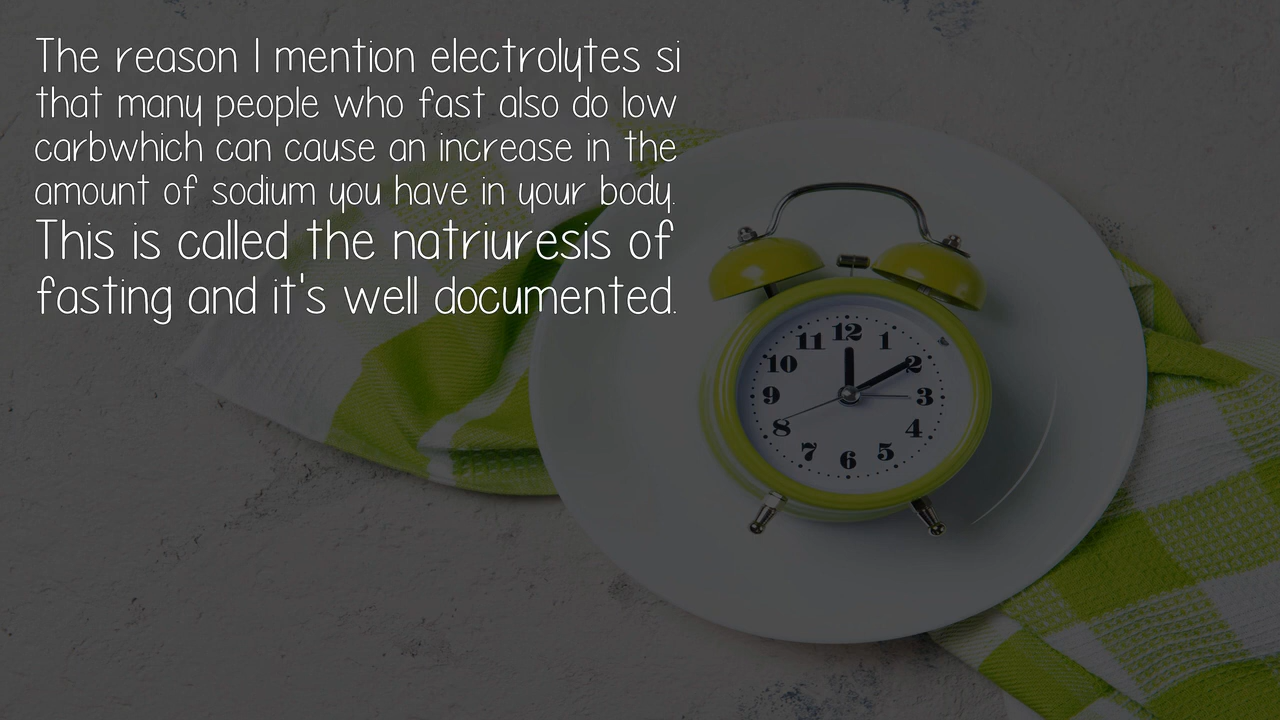 The reason I mention electrolytes si
that many people who fast also do low
carbwhich can cause an increase in the
amount of sodium you have in your body.
This is called the natriuresis of
fasting and it's well documented.
12
11 1
10 2
9 3
8 4
7 5
6